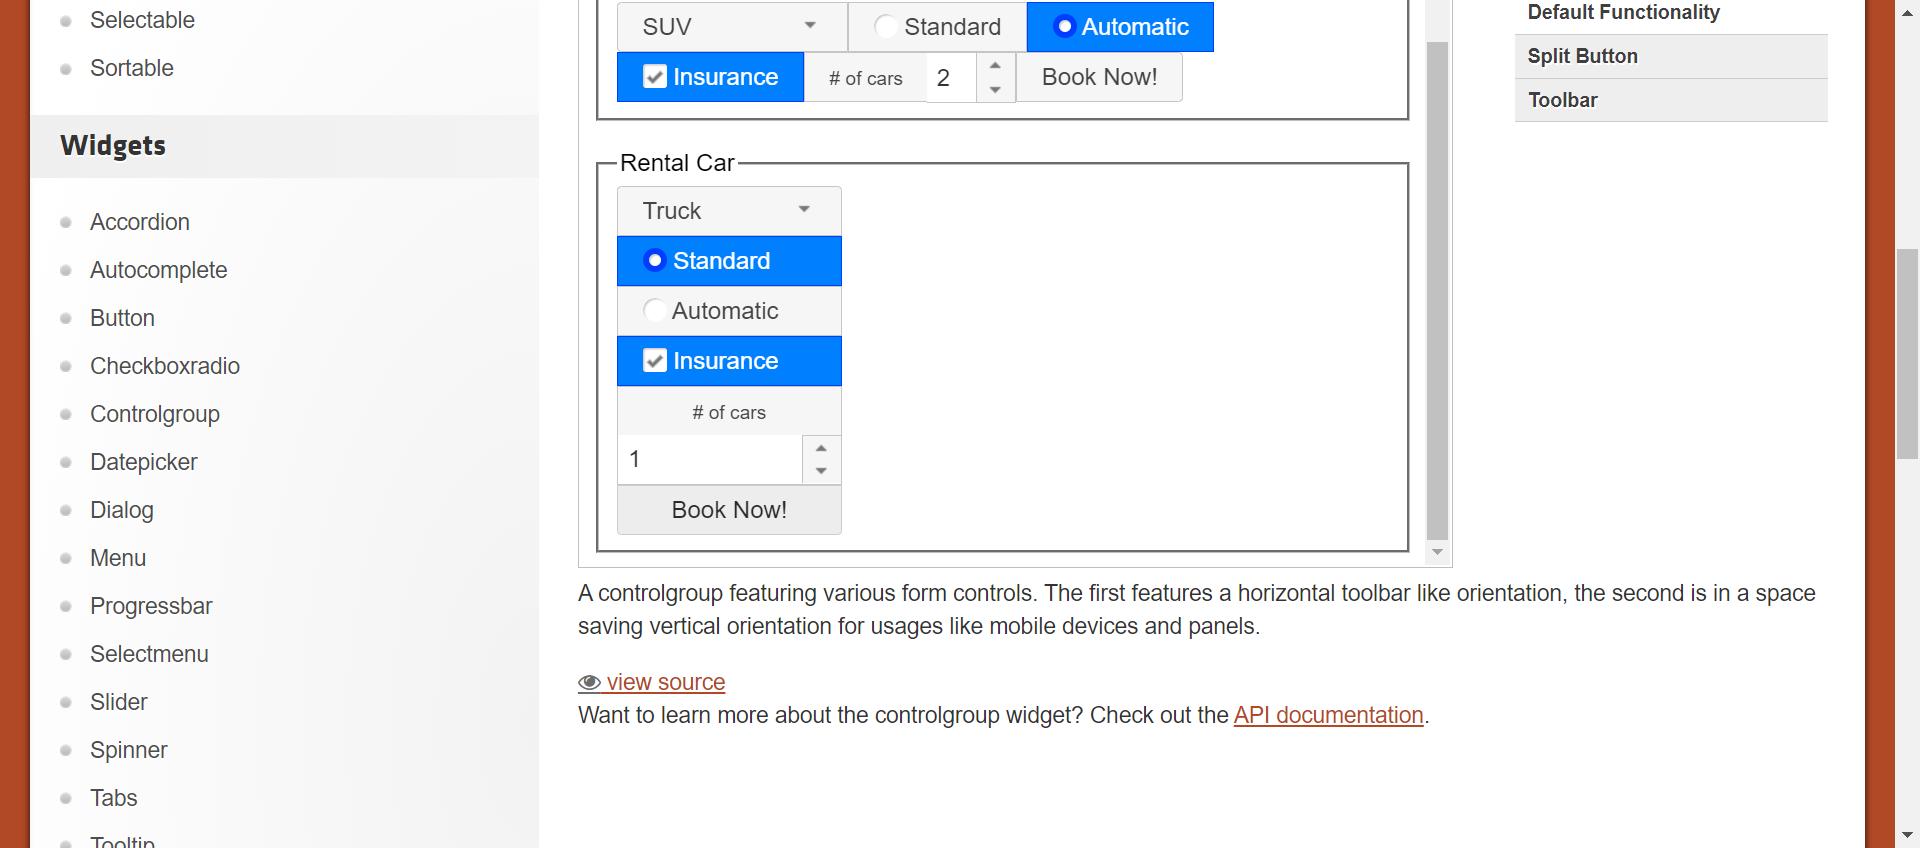 Selectable
Sortable
Widgets
Accordion
Autocomplete
Button
Checkboxradio
Controlgroup
Datepicker
Dialog
Menu
Progressbar
Selectmenu
Slider
Spinner
Tabs
Tooltip
SUV Standard Automatic
Insurance # of cars 2 Book Now!
Rental Car
Truck
Standard
Automatic
Insurance
# of cars
1
Book Now!
A controlgroup featuring various form controls. The first features a horizontal toolbar like orientation, the second is in a space
saving vertical orientation for usages like mobile devices and panels.
view source
Want to learn more about the controlgroup widget? Check out the API documentation.
Default Functionality
Split Button
Toolbar